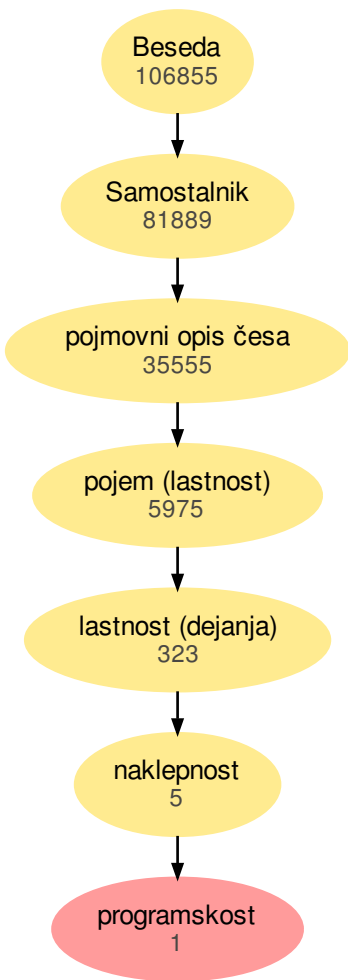 Beseda
106855
Samostalnik
81889
pojmovni opis česa
35555
pojem (lastnost)
5975
lastnost (dejanja)
323
naklepnost
5
programskost
1